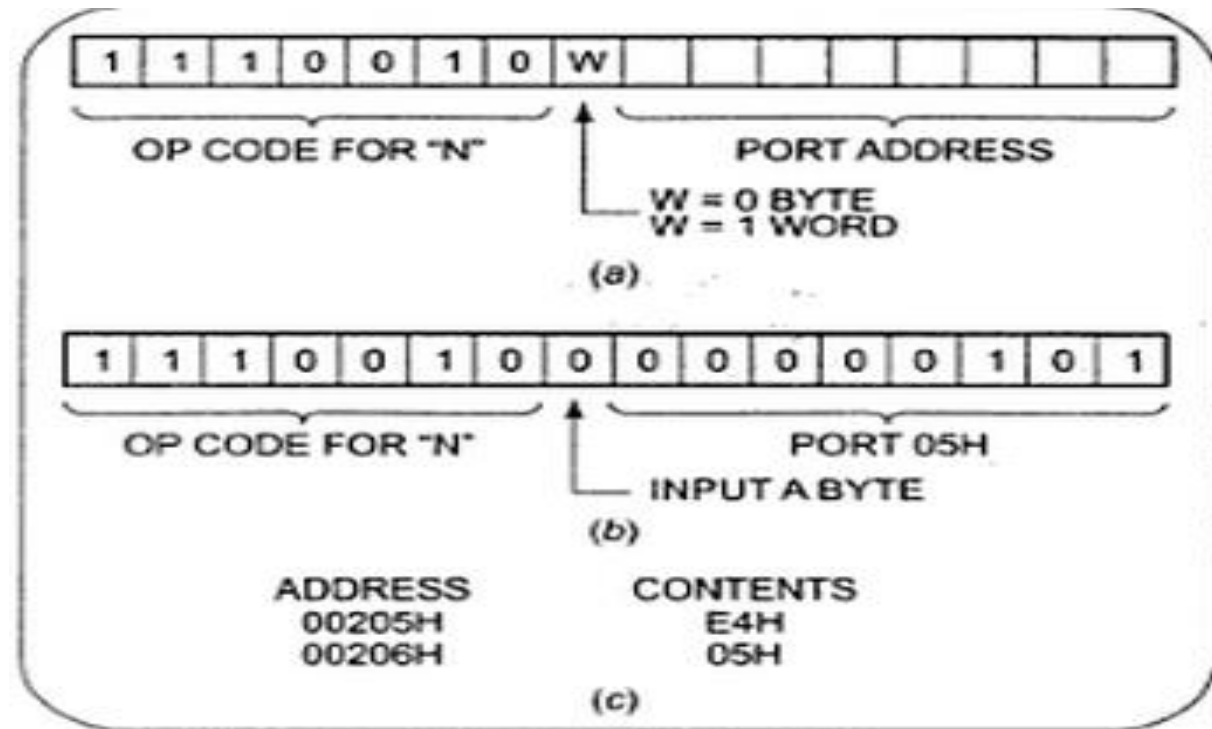 1 1 1 0 0 1 0 W
OP CODE FOR "N"
PORT ADDRESS
W = 0 BYTE
W = 1 WORD
(a)
1 1 1 0 0 1 0 0 0 0 0 0 0 1 0 1
OP CODE FOR "N"
PORT 05H
INPUT A BYTE
(b)
ADDRESS CONTENTS
00205H E4H
00206H 05H
(c)